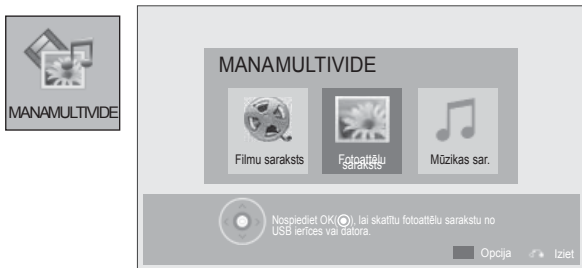 MANAMULTIVIDE
MANAMULTIVIDE
Filmu saraksts
Fotoattēlu
saraksts
Mūzikas sar.
Nospiediet OK(◉), lai skatītu fotoattēlu sarakstu no
USB ierīces vai datora.
Opcija
Iziet